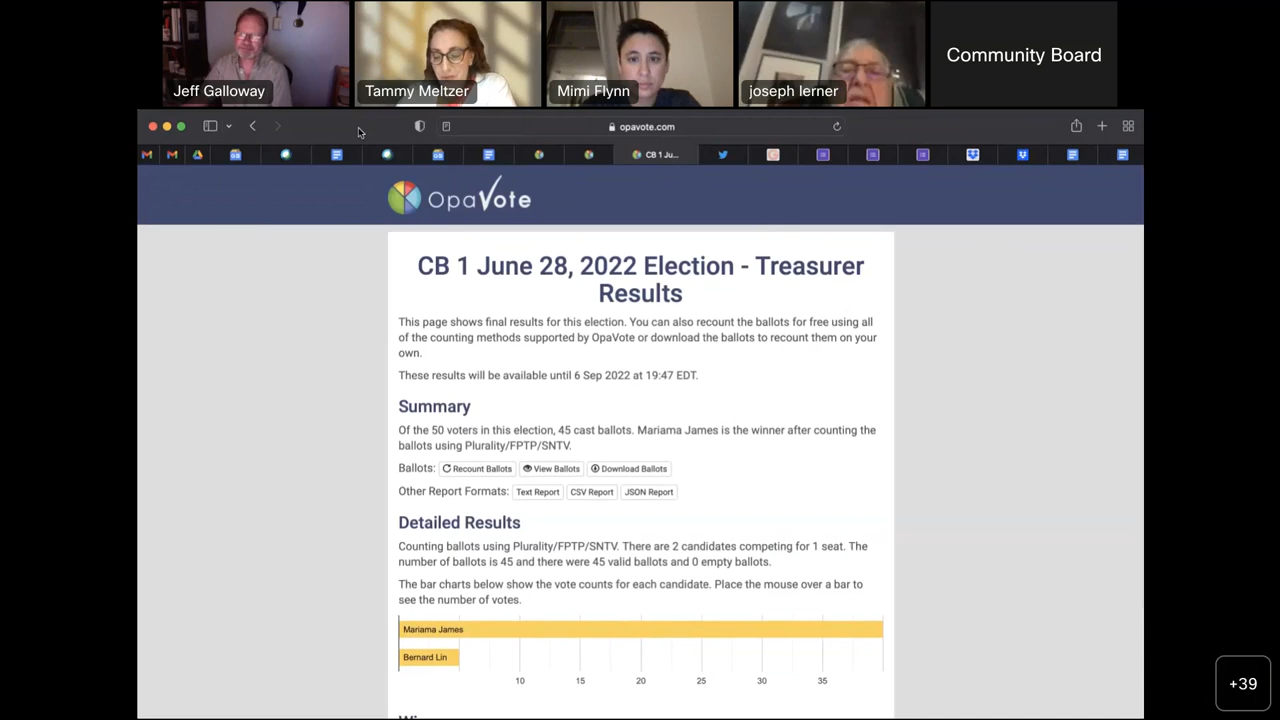 Jeff Galloway
Tammy Meltzer
Mimi Flynn
joseph lerner
Community Board
opavote.com
CB 1 Ju...
OpaVote
CB 1 June 28, 2022 Election - Treasurer
Results
This page shows final results for this election. You can also recount the ballots for free using all
of the counting methods supported by OpaVote or download the ballots to recount them on your
own.
These results will be available until 6 Sep 2022 at 19:47 EDT.
Summary
Of the 50 voters in this election, 45 cast ballots. Mariama James is the winner after counting the
ballots using Plurality/FPTP/SNTV.
Ballots: Recount Ballots View Ballots Download Ballots
Other Report Formats: Text Report CSV Report JSON Report
Detailed Results
Counting ballots using Plurality/FPTP/SNTV. There are 2 candidates competing for 1 seat. The
number of ballots is 45 and there were 45 valid ballots and 0 empty ballots.
The bar charts below show the vote counts for each candidate. Place the mouse over a bar to
see the number of votes.
Mariama James
Bernard Lin
10 15 20 25 30 35
+39